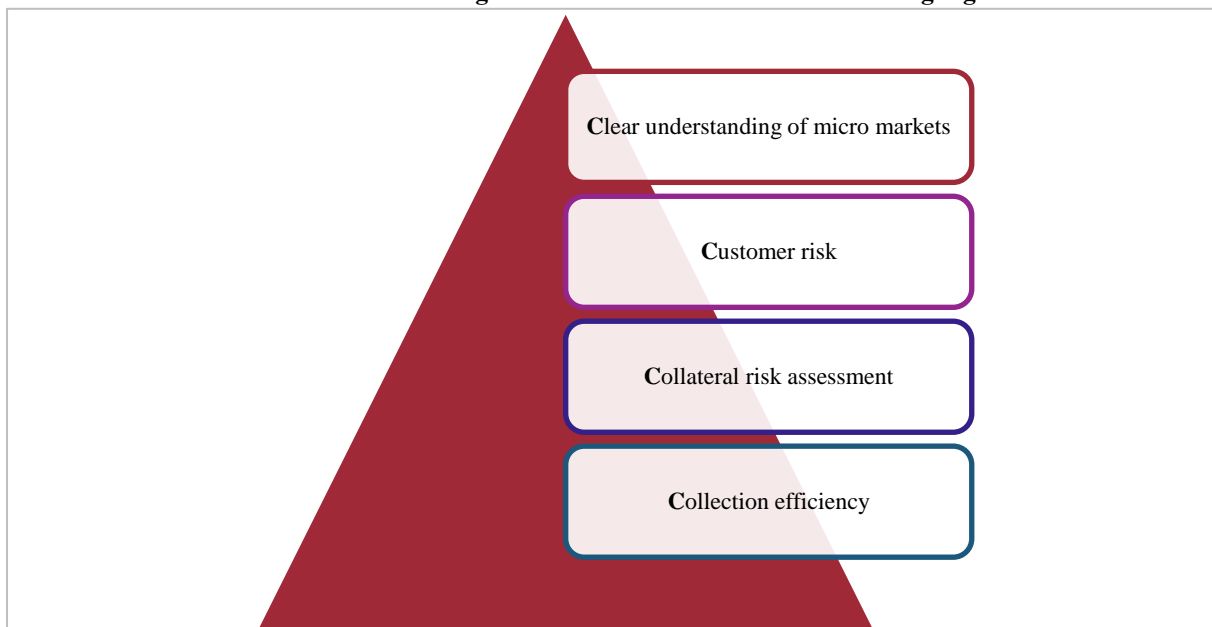 Clear understanding of micro markets
Customer risk
Collateral risk assessment
Collection efficiency